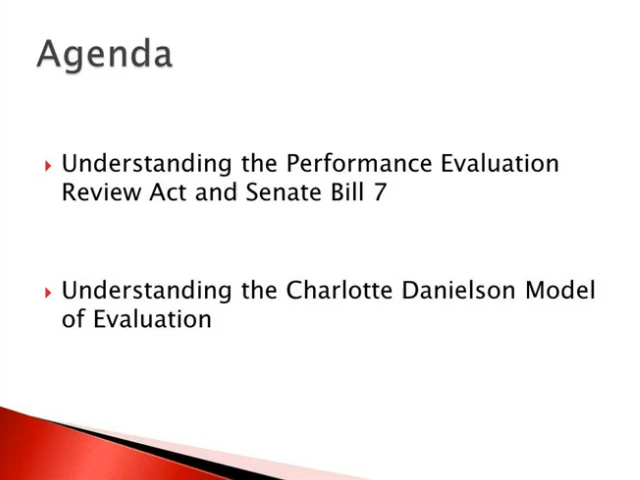 Agenda
Understanding the Performance Evaluation
Review Act and Senate Bill 7
Understanding the Charlotte Danielson Model
of Evaluation